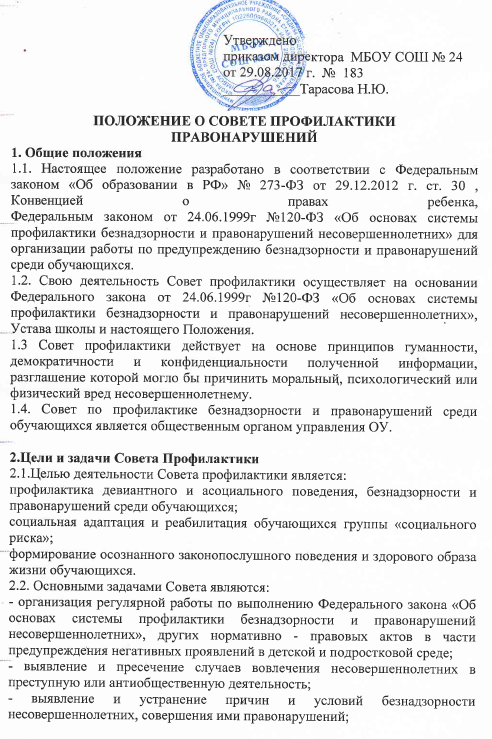 МБОУ
СОШ №24
Утверждено
приказом директора МБОУ СОШ № 24
от 29.08.2017 г. № 183
Тарасова Н.Ю.
ПОЛОЖЕНИЕ О СОВЕТЕ ПРОФИЛАКТИКИ
ПРАВОНАРУШЕНИЙ
1. Общие положения
1.1. Настоящее положение разработано в соответствии с Федеральным
законом «Об образовании в РФ» № 273-ФЗ от 29.12.2012 г. ст. 30 ,
Конвенцией о правах ребенка,
Федеральным законом от 24.06.1999г №120-ФЗ «Об основах системы
профилактики безнадзорности и правонарушений несовершеннолетних» для
организации работы по предупреждению безнадзорности и правонарушений
среди обучающихся.
1.2. Свою деятельность Совет профилактики осуществляет на основании
Федерального закона от 24.06.1999г №120-ФЗ «Об основах системы
профилактики безнадзорности и правонарушений несовершеннолетних»,
Устава школы и настоящего Положения.
1.3 Совет профилактики действует на основе принципов гуманности,
демократичности и конфиденциальности полученной информации,
разглашение которой могло бы причинить моральный, психологический или
физический вред несовершеннолетнему.
1.4. Совет по профилактике безнадзорности и правонарушений среди
обучающихся является общественным органом управления ОУ.
2.Цели и задачи Совета Профилактики
2.1.Целью деятельности Совета профилактики является:
профилактика девиантного и асоциального поведения, безнадзорности и
правонарушений среди обучающихся;
социальная адаптация и реабилитация обучающихся группы «социального
риска»;
формирование осознанного законопослушного поведения и здорового образа
жизни обучающихся.
2.2. Основными задачами Совета являются:
- организация регулярной работы по выполнению Федерального закона «Об
основах системы профилактики безнадзорности и правонарушений
несовершеннолетних», других нормативно - правовых актов в части
предупреждения негативных проявлений в детской и подростковой среде;
- выявление и пресечение случаев вовлечения несовершеннолетних в
преступную или антиобщественную деятельность;
- выявление и устранение причин и условий безнадзорности
несовершеннолетних, совершения ими правонарушений;